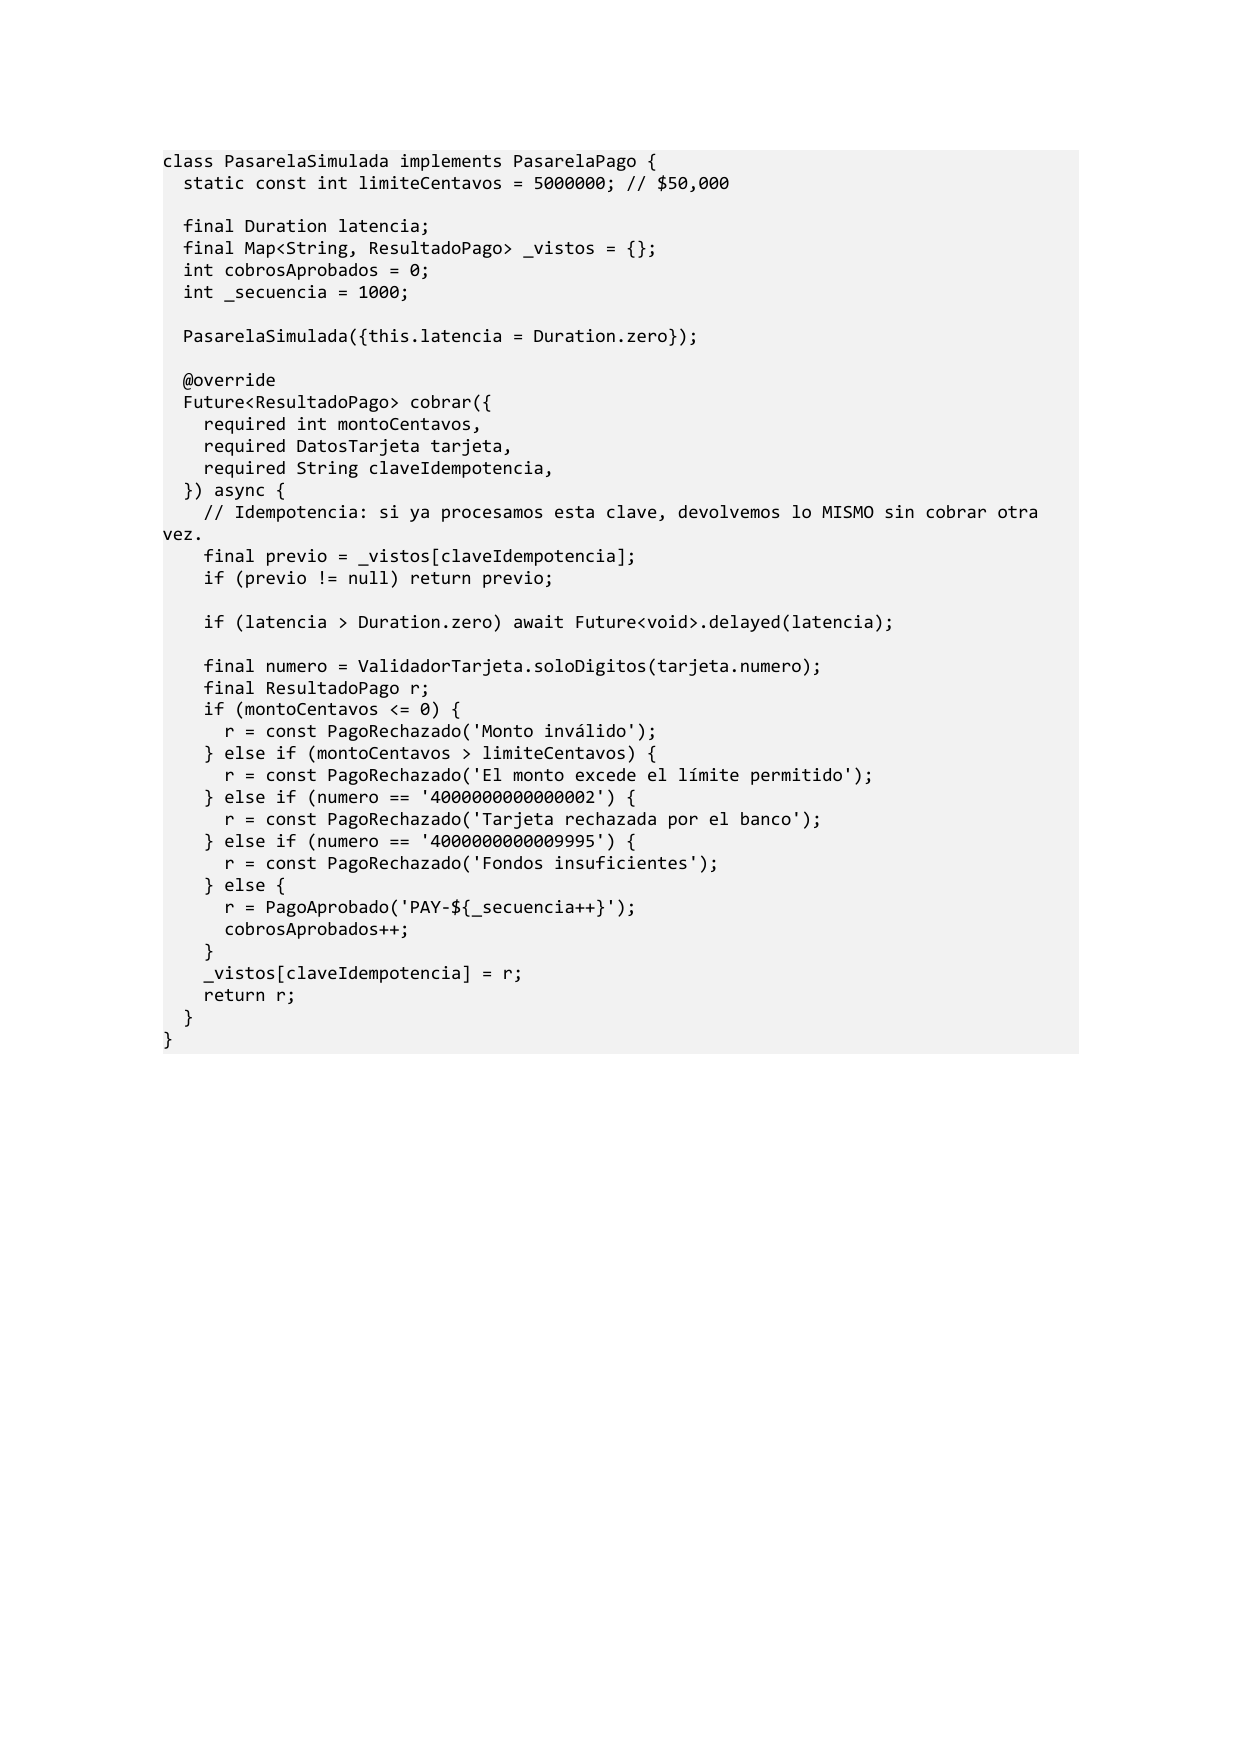 class PasarelaSimulada implements PasarelaPago {
  static const int limiteCentavos = 5000000; // $50,000

  final Duration latencia;
  final Map<String, ResultadoPago> _vistos = {};
  int cobrosAprobados = 0;
  int _secuencia = 1000;

  PasarelaSimulada({this.latencia = Duration.zero});

  @override
  Future<ResultadoPago> cobrar({
    required int montoCentavos,
    required DatosTarjeta tarjeta,
    required String claveIdempotencia,
  }) async {
    // Idempotencia: si ya procesamos esta clave, devolvemos lo MISMO sin cobrar otra
vez.
    final previo = _vistos[claveIdempotencia];
    if (previo != null) return previo;

    if (latencia > Duration.zero) await Future<void>.delayed(latencia);

    final numero = ValidadorTarjeta.soloDigitos(tarjeta.numero);
    final ResultadoPago r;
    if (montoCentavos <= 0) {
      r = const PagoRechazado('Monto inválido');
    } else if (montoCentavos > limiteCentavos) {
      r = const PagoRechazado('El monto excede el límite permitido');
    } else if (numero == '4000000000000002') {
      r = const PagoRechazado('Tarjeta rechazada por el banco');
    } else if (numero == '4000000000009995') {
      r = const PagoRechazado('Fondos insuficientes');
    } else {
      r = PagoAprobado('PAY-${_secuencia++}');
      cobrosAprobados++;
    }
    _vistos[claveIdempotencia] = r;
    return r;
  }
}